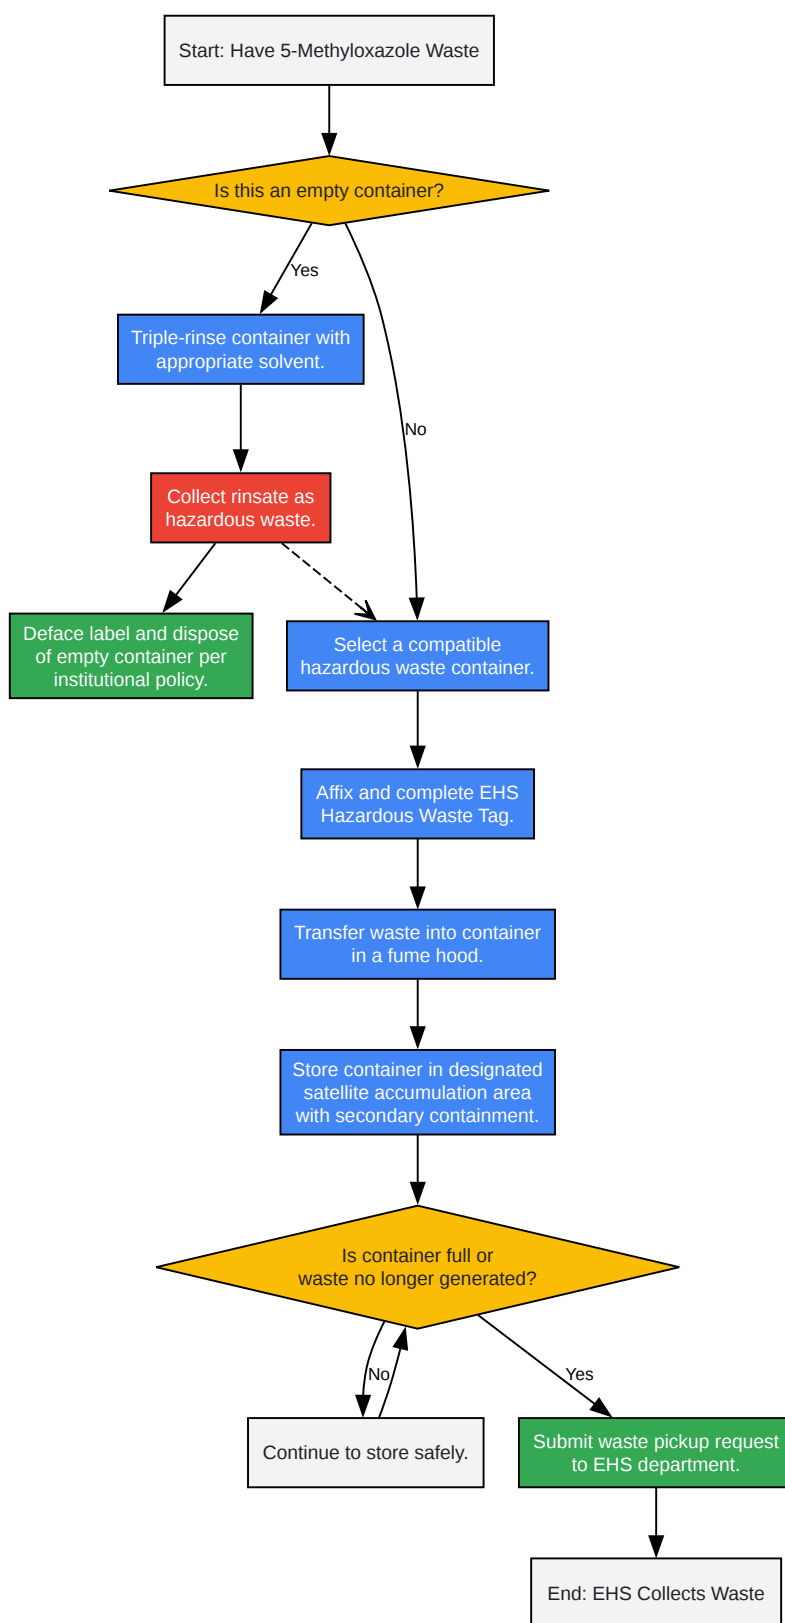 Start: Have 5-Methyloxazole Waste
Is this an empty container?
Yes
Triple-rinse container with
appropriate solvent.
No
Collect rinsate as
hazardous waste.
Deface label and dispose
of empty container per
institutional policy.
Select a compatible
hazardous waste container.
Affix and complete EHS
Hazardous Waste Tag.
Transfer waste into container
in a fume hood.
Store container in designated
satellite accumulation area
with secondary containment.
Is container full or
waste no longer generated?
No
Yes
Continue to store safely.
Submit waste pickup request
to EHS department.
End: EHS Collects Waste